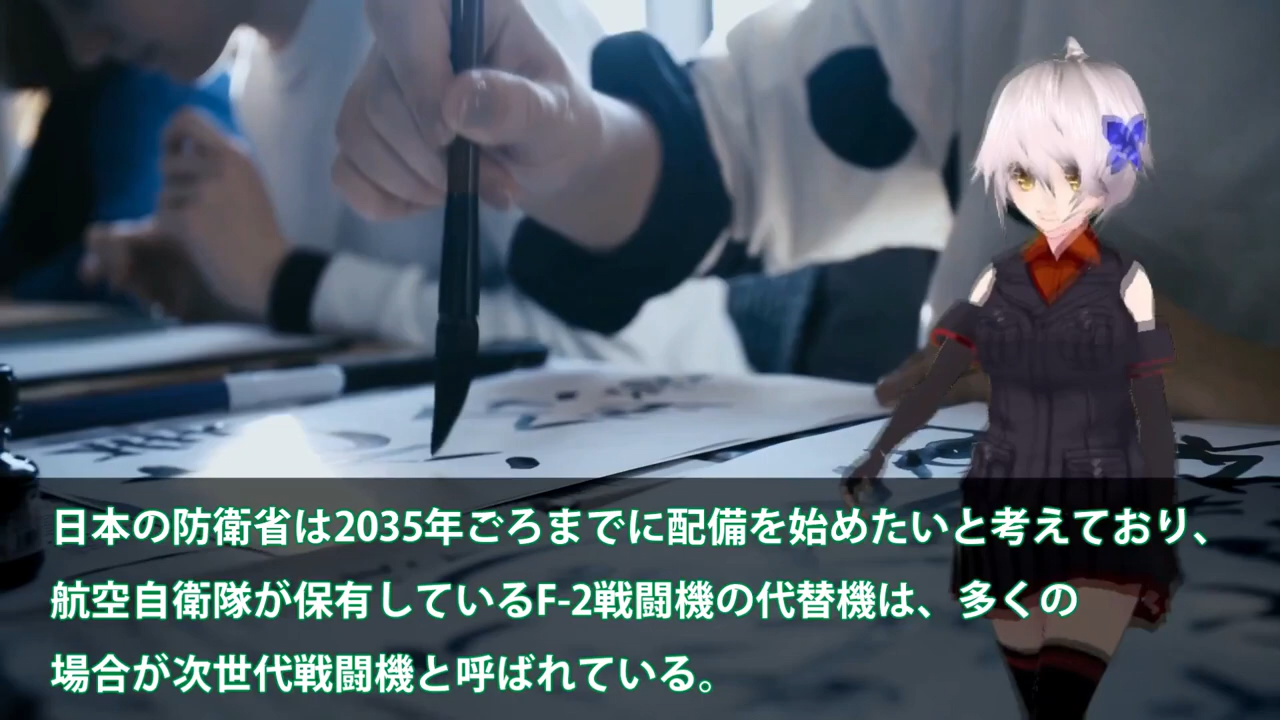 日本の防衛省は2035年ごろまでに配備を始めたいと考えており、
航空自衛隊が保有しているF-2戦闘機の代替機は、多くの
場合が次世代戦闘機と呼ばれている。